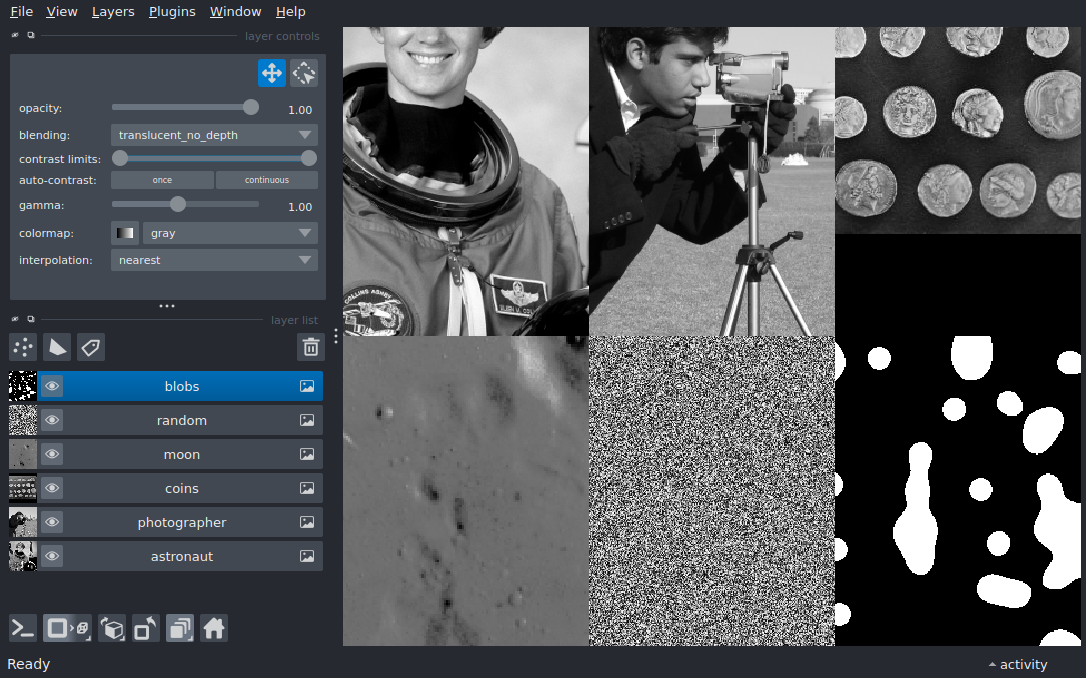 File View Layers Plugins Window Help
layer controls
opacity: 1.00
blending: translucent_no_depth
contrast limits:
auto-contrast: once continuous
gamma: 1.00
colormap: gray
interpolation: nearest
layer list
blobs
random
moon
coins
photographer
astronaut
Ready
activity